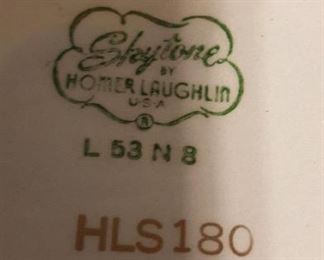 Skytone
BY
HOMER LAUGHLIN
U.S.A
R
L 53 N 8
HLS180